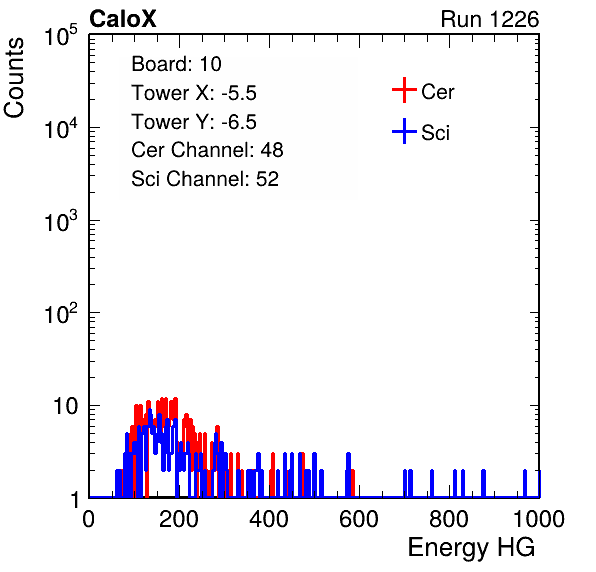 CaloX Run 1226
Counts
10^5
10^4
10^3
10^2
10
1
Board: 10
Tower X: -5.5
Tower Y: -6.5
Cer Channel: 48
Sci Channel: 52
Cer
Sci
0 200 400 600 800 1000
Energy HG